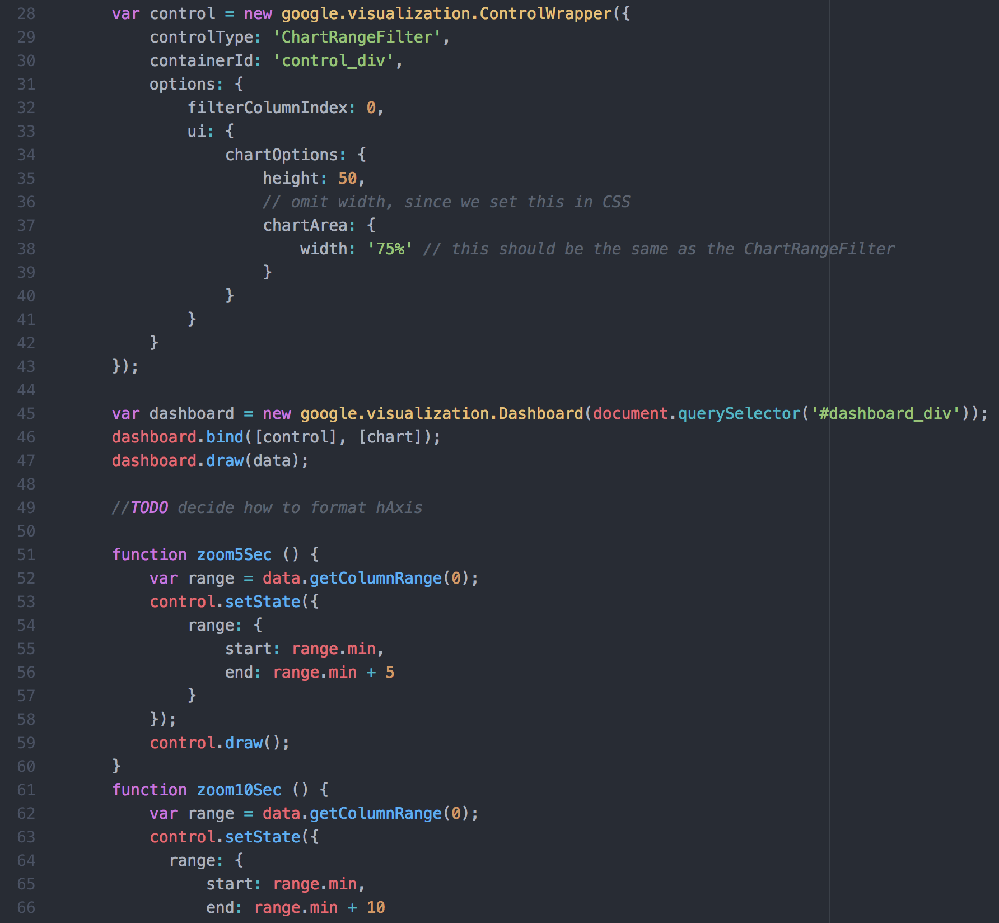 28 var control = new google.visualization.ControlWrapper({
29 controlType: 'ChartRangeFilter',
30 containerId: 'control_div',
31 options: {
32 filterColumnIndex: 0,
33 ui: {
34 chartOptions: {
35 height: 50,
36 // omit width, since we set this in CSS
37 chartArea: {
38 width: '75%' // this should be the same as the ChartRangeFilter
39 }
40 }
41 }
42 }
43 });
44
45 var dashboard = new google.visualization.Dashboard(document.querySelector('#dashboard_div'));
46 dashboard.bind([control], [chart]);
47 dashboard.draw(data);
48
49 //TODO decide how to format hAxis
50
51 function zoom5Sec () {
52 var range = data.getColumnRange(0);
53 control.setState({
54 range: {
55 start: range.min,
56 end: range.min + 5
57 }
58 });
59 control.draw();
60 }
61 function zoom10Sec () {
62 var range = data.getColumnRange(0);
63 control.setState({
64 range: {
65 start: range.min,
66 end: range.min + 10